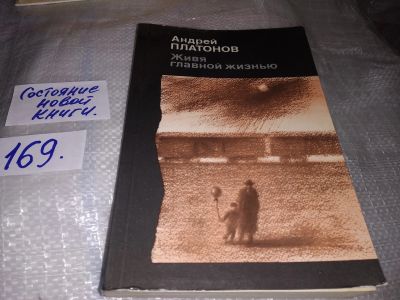 Андрей
ПЛАТОНОВ
Живя
главной жизнью
Состояние
новой
книги.
169.